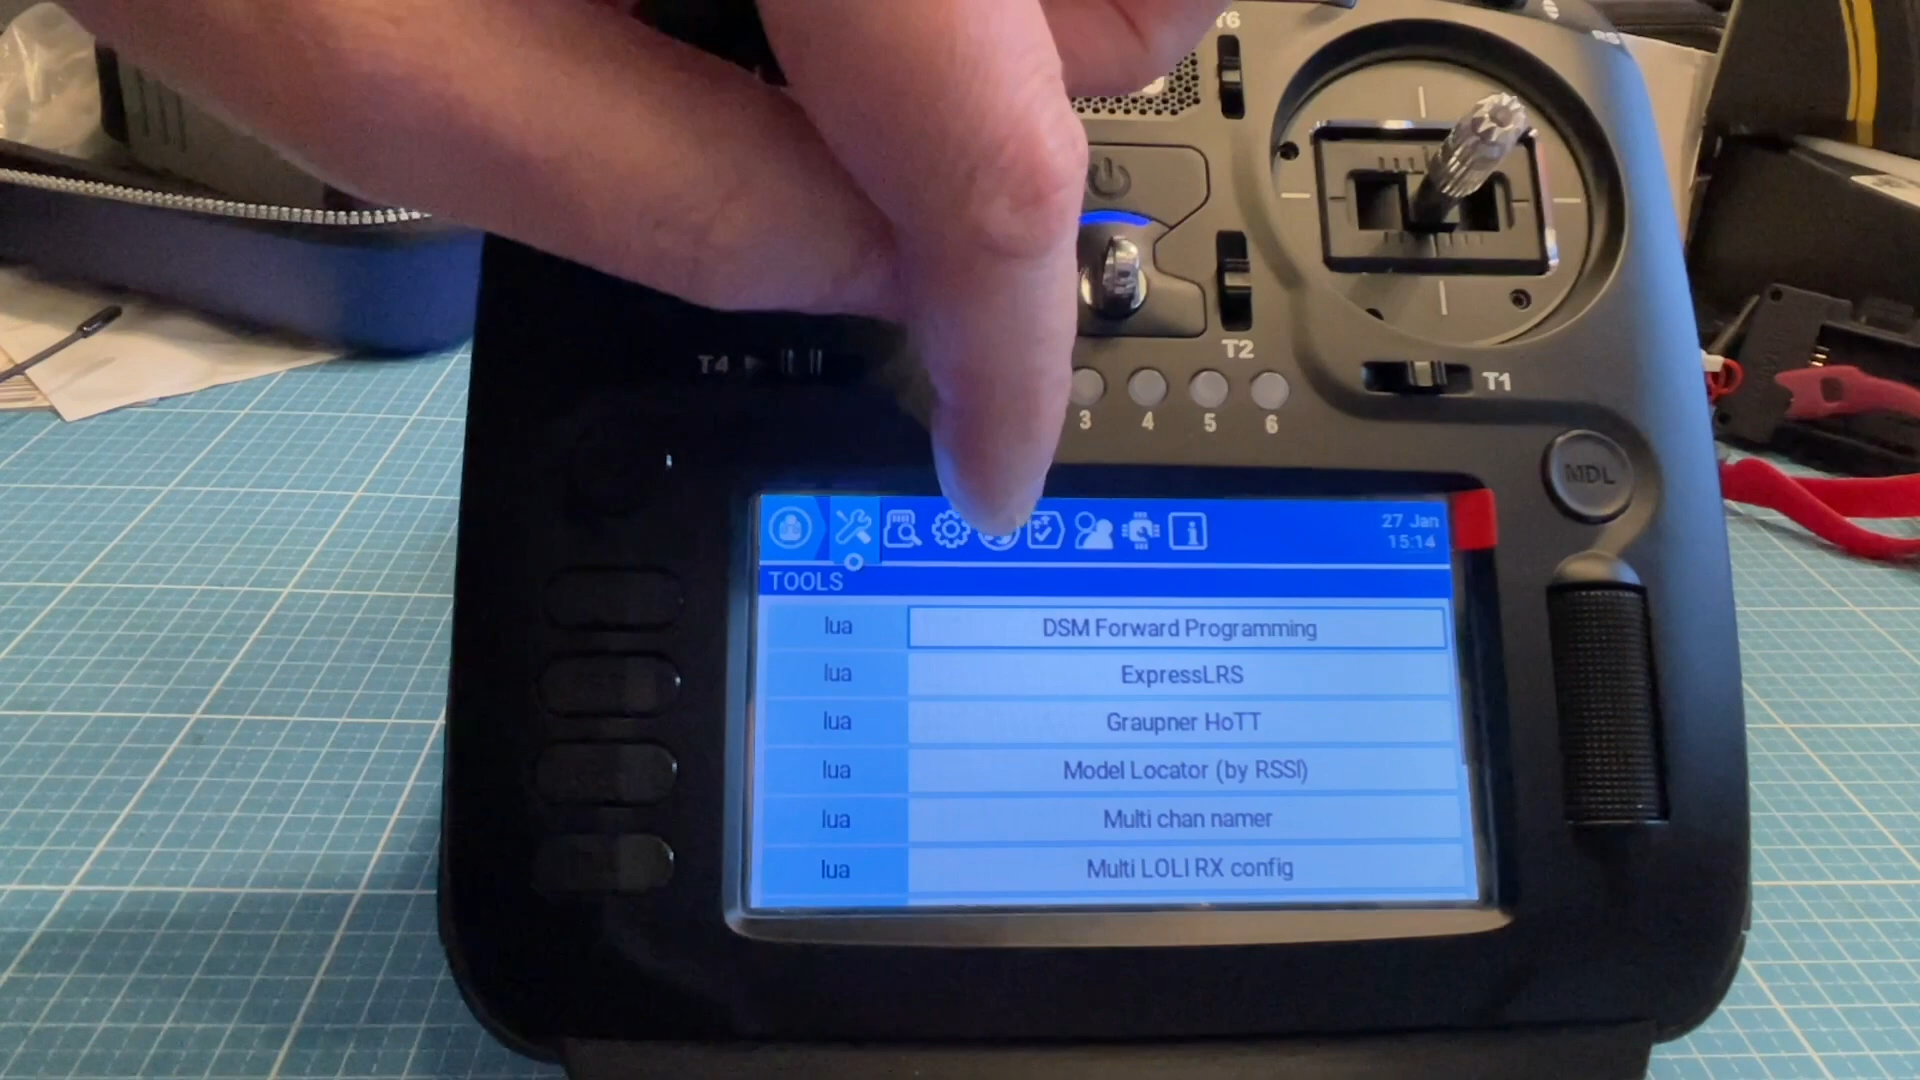 T6
RS
T4
T2
T1
3 4 5 6
MDL
27 Jan
15:14
TOOLS
lua DSM Forward Programming
lua ExpressLRS
lua Graupner HoTT
lua Model Locator (by RSSI)
lua Multi chan namer
lua Multi LOLI RX config